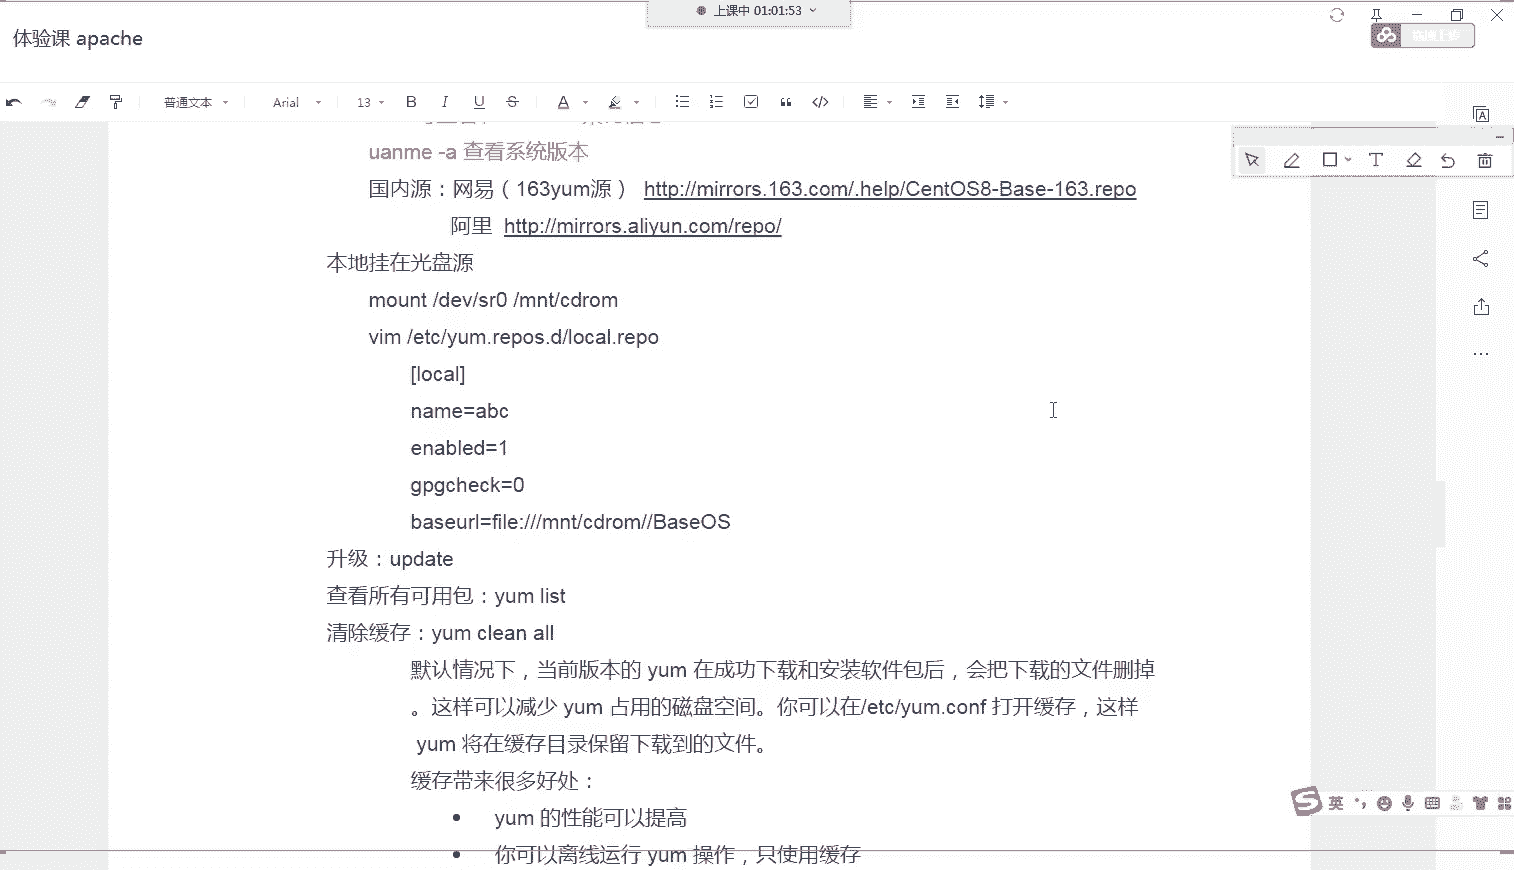 上课中 01:01:53
体验课 apache
普通文本 Arial 13 B I U S A
uanme -a 查看系统版本
国内源：网易（163yum源） http://mirrors.163.com/.help/CentOS8-Base-163.repo
阿里 http://mirrors.aliyun.com/repo/
本地挂在光盘源
mount /dev/sr0 /mnt/cdrom
vim /etc/yum.repos.d/local.repo
[local]
name=abc
enabled=1
gpgcheck=0
baseurl=file:///mnt/cdrom//BaseOS
升级：update
查看所有可用包：yum list
清除缓存：yum clean all
默认情况下，当前版本的 yum 在成功下载和安装软件包后，会把下载的文件删掉
。这样可以减少 yum 占用的磁盘空间。你可以在/etc/yum.conf 打开缓存，这样
yum 将在缓存目录保留下载到的文件。
缓存带来很多好处：
• yum 的性能可以提高
• 你可以离线运行 yum 操作，只使用缓存
英